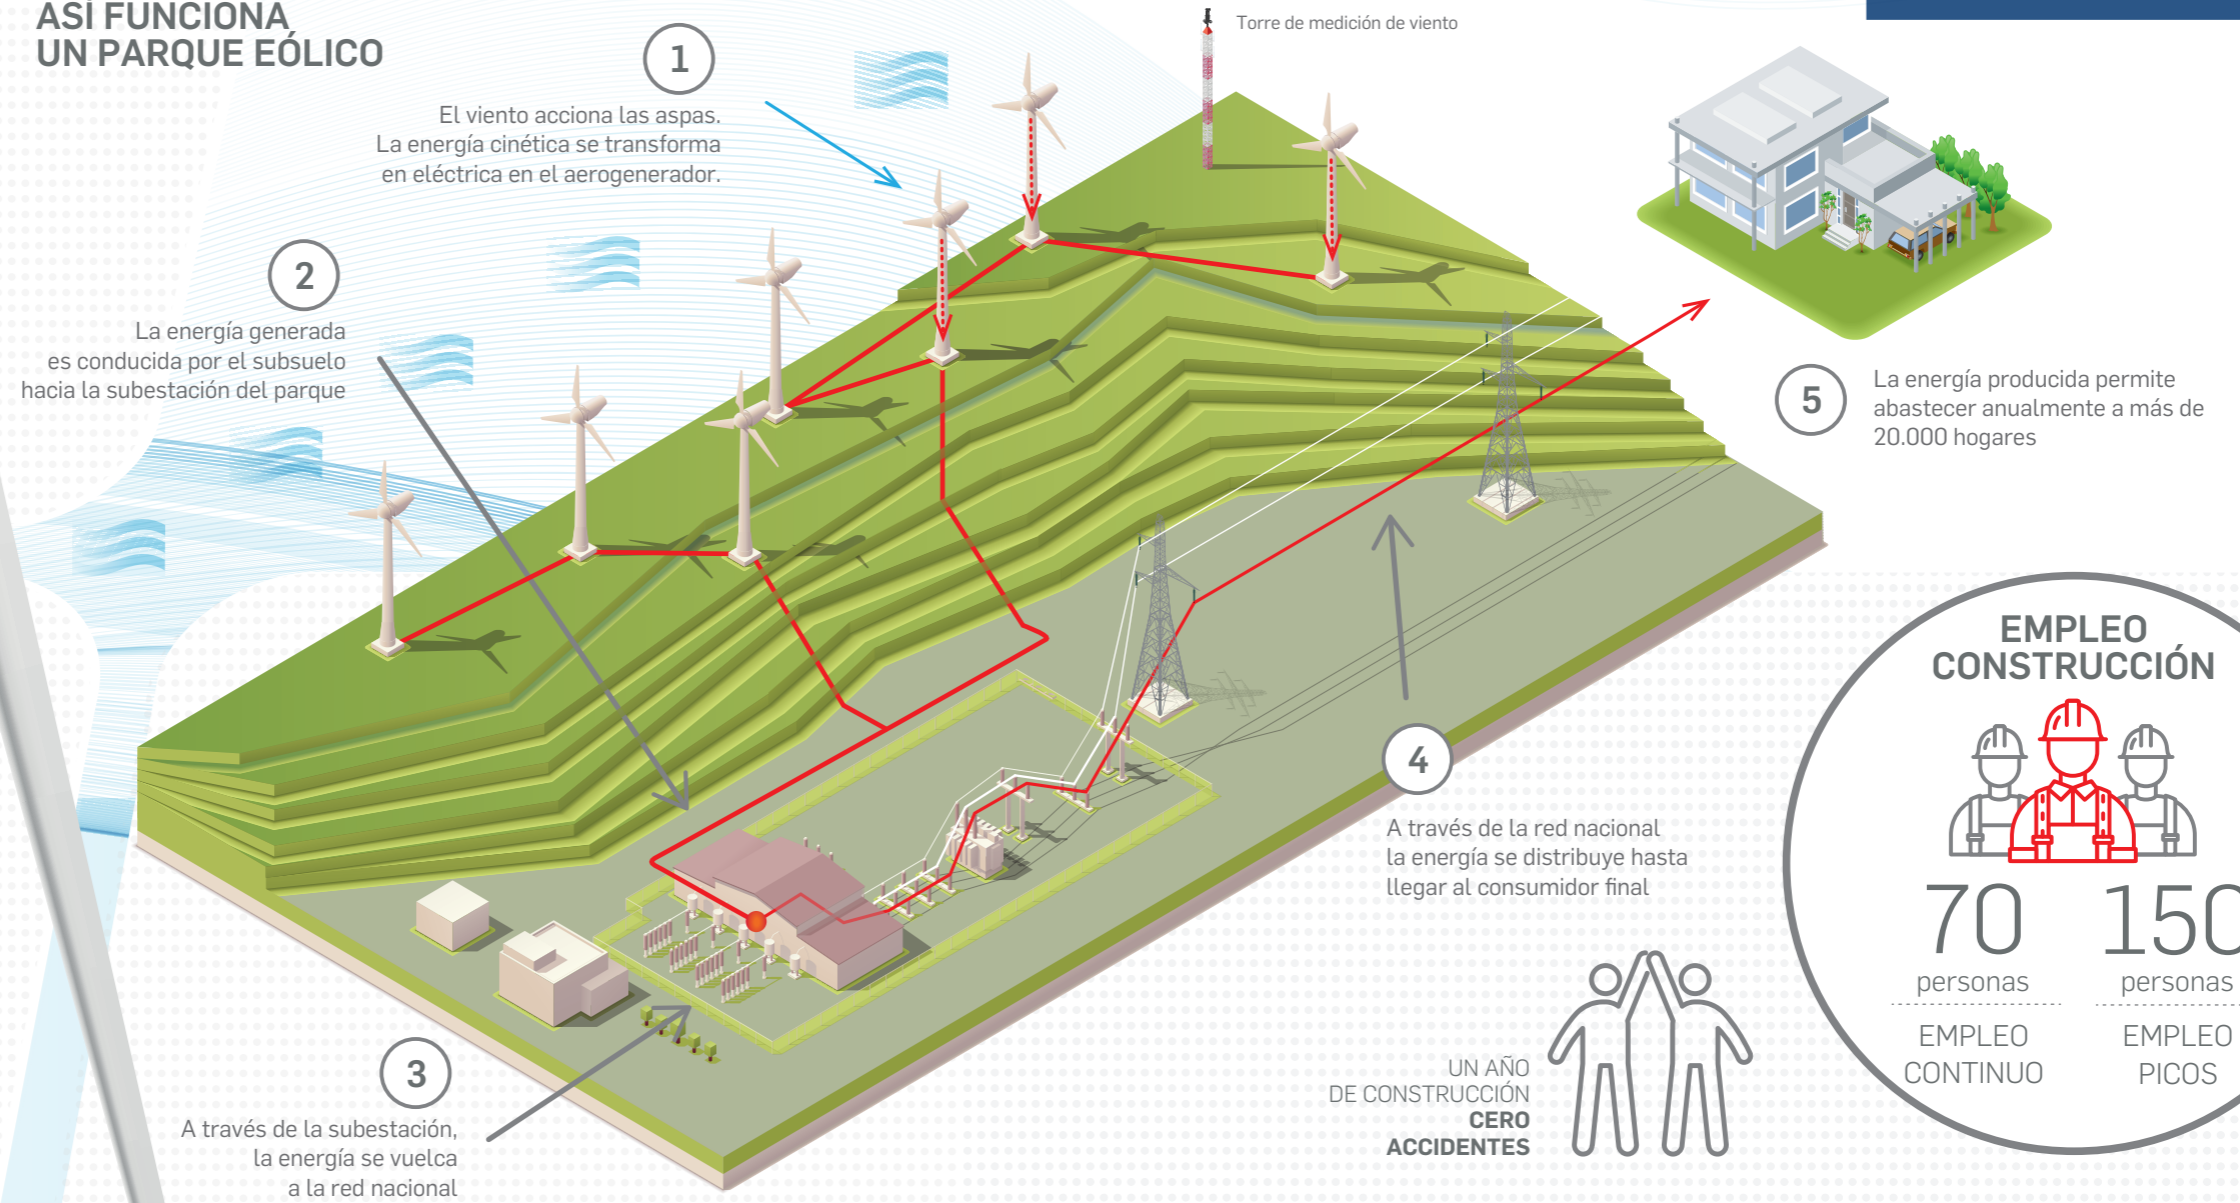 ASÍ FUNCIONA
UN PARQUE EÓLICO
1
El viento acciona las aspas.
La energía cinética se transforma
en eléctrica en el aerogenerador.
Torre de medición de viento
2
La energía generada
es conducida por el subsuelo
hacia la subestación del parque
3
A través de la subestación,
la energía se vuelca
a la red nacional
4
A través de la red nacional
la energía se distribuye hasta
llegar al consumidor final
5
La energía producida permite
abastecer anualmente a más de
20.000 hogares
UN AÑO
DE CONSTRUCCIÓN
CERO
ACCIDENTES
EMPLEO
CONSTRUCCIÓN
70
personas
EMPLEO
CONTINUO
150
personas
EMPLEO
PICOS